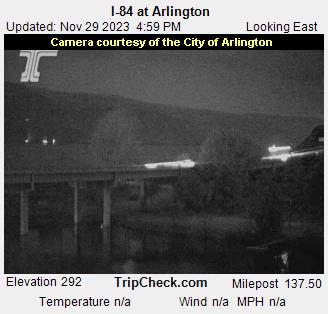 I-84 at Arlington
Updated: Nov 29 2023 4:59 PM Looking East
Camera courtesy of the City of Arlington
Elevation 292 TripCheck.com Milepost 137.50
Temperature n/a Wind n/a MPH n/a